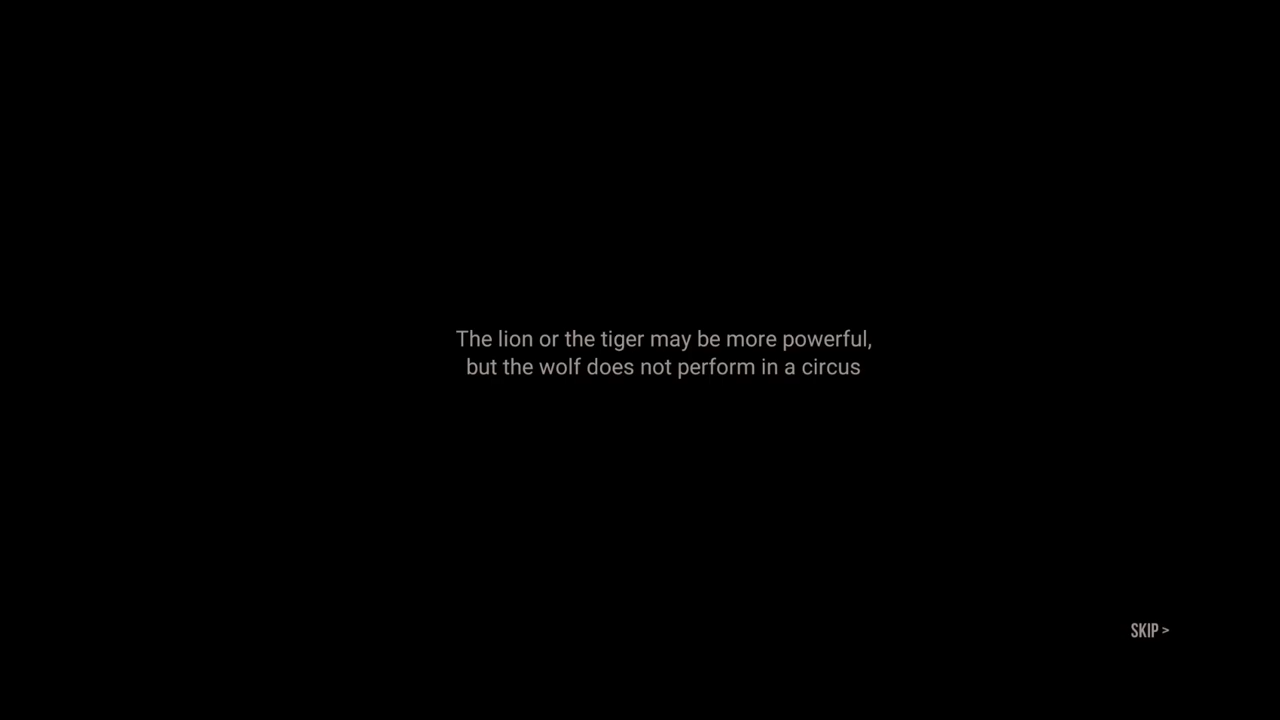 The lion or the tiger may be more powerful,
but the wolf does not perform in a circus
SKIP >